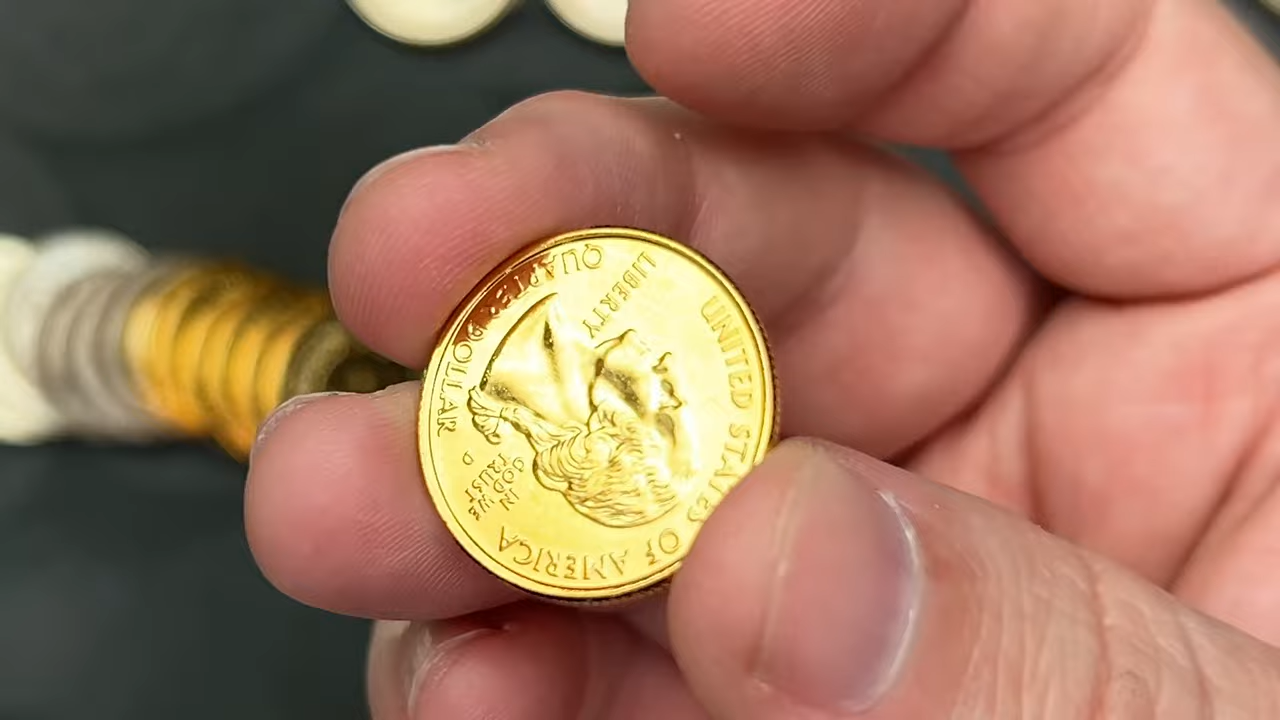 UNITED STATES OF AMERICA
LIBERTY
IN
GOD WE
TRUST
D
QUARTER DOLLAR